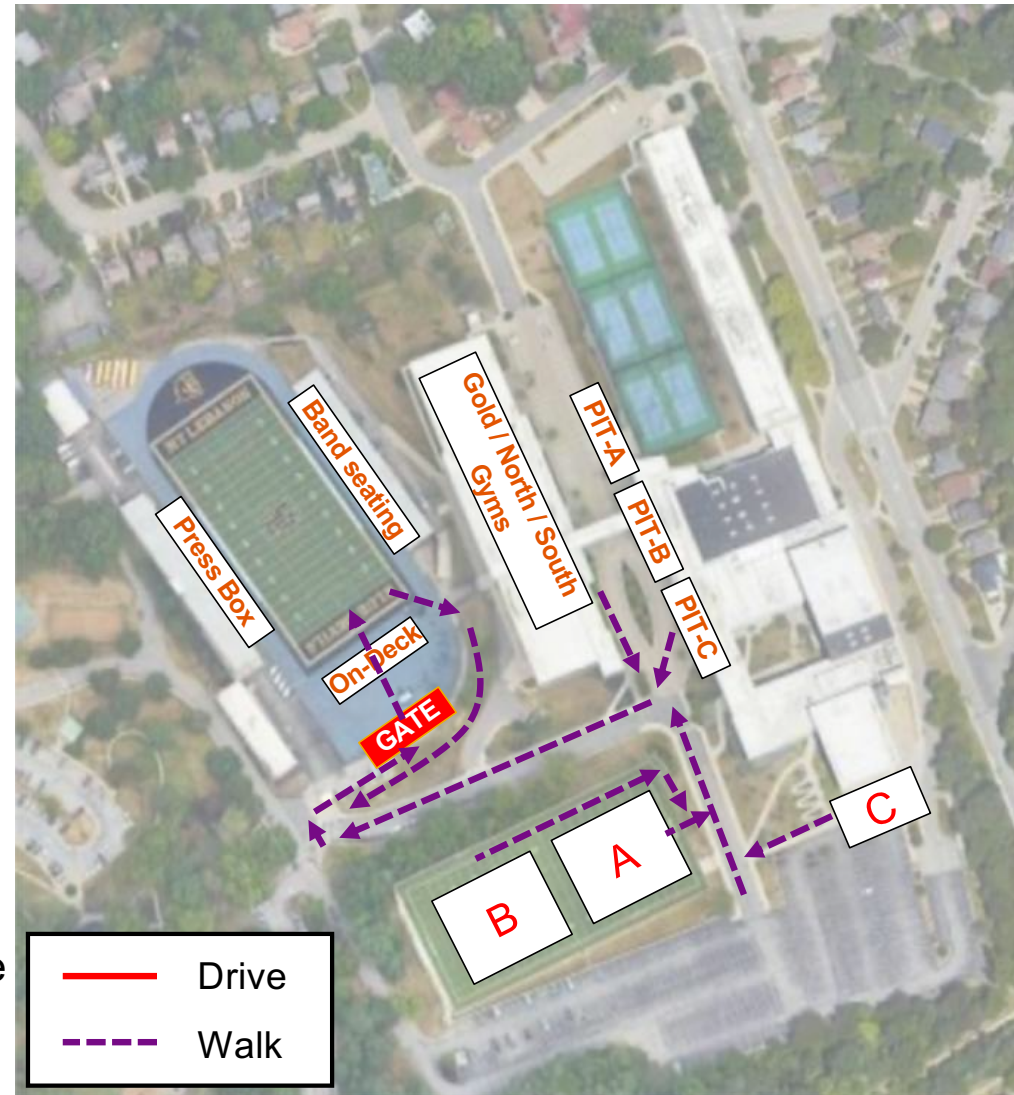 Gold / North / South
Gyms
PIT-A
PIT-B
PIT-C
Band seating
Press Box
On-Deck
GATE
A
B
C
Drive
Walk